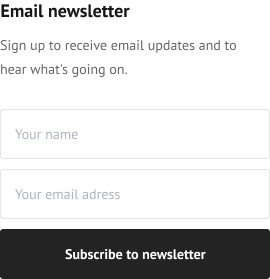 Email newsletter
Sign up to receive email updates and to
hear what's going on.
Your name
Your email adress
Subscribe to newsletter